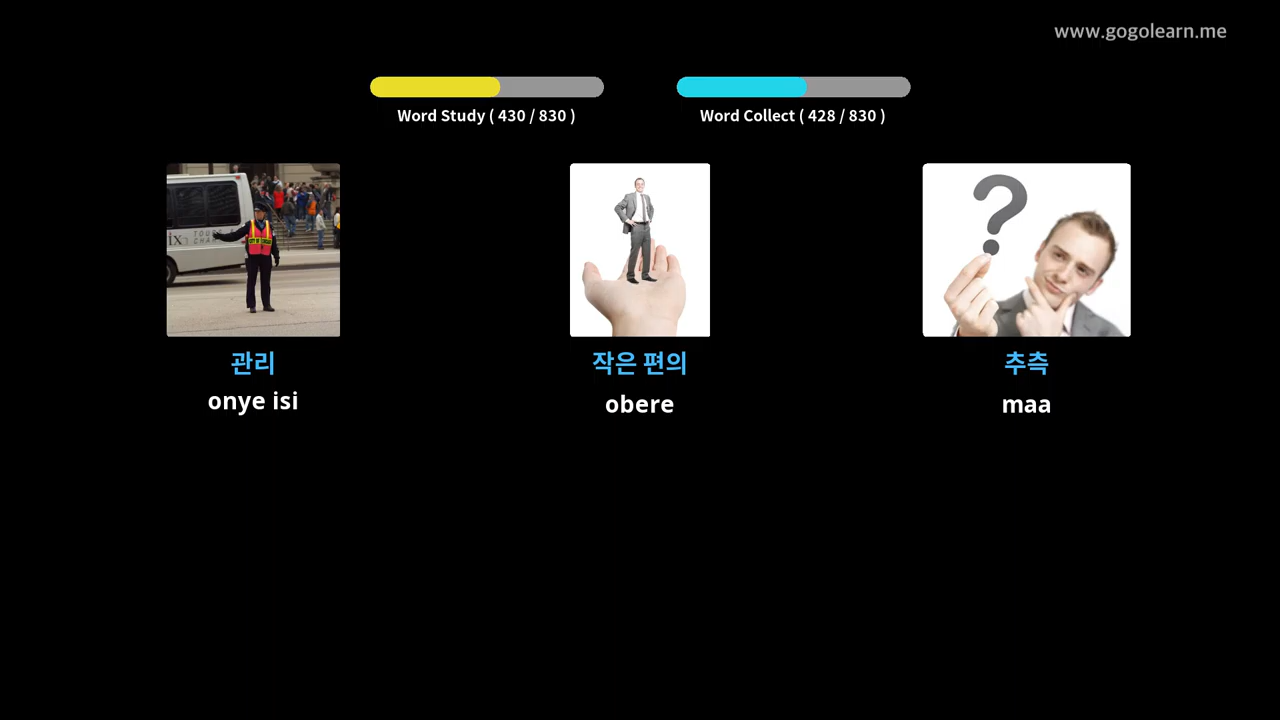 www.gogolearn.me
Word Study ( 430 / 830 )
Word Collect ( 428 / 830 )
관리
작은 편의
추측
onye isi
obere
maa